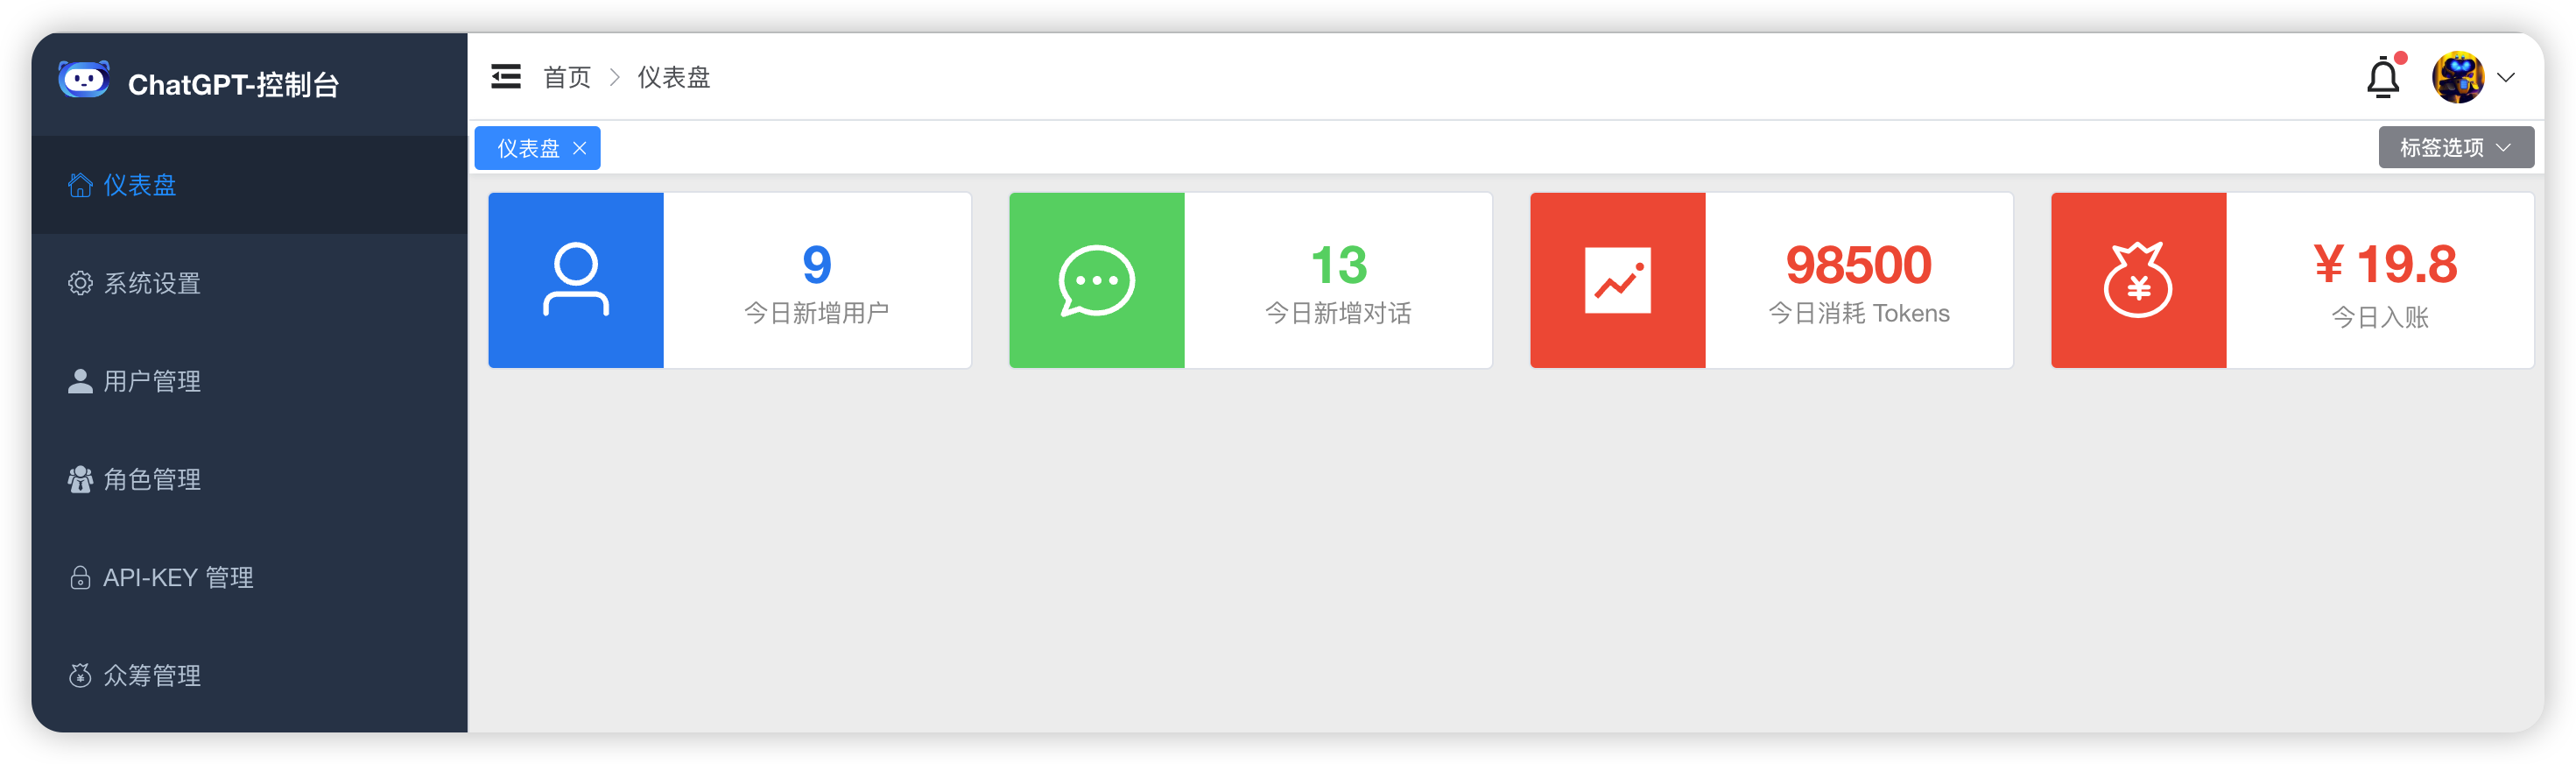 ChatGPT-控制台
仪表盘
系统设置
用户管理
角色管理
API-KEY 管理
众筹管理
首页 > 仪表盘
仪表盘 ×
标签选项
9
今日新增用户
13
今日新增对话
98500
今日消耗 Tokens
¥ 19.8
今日入账